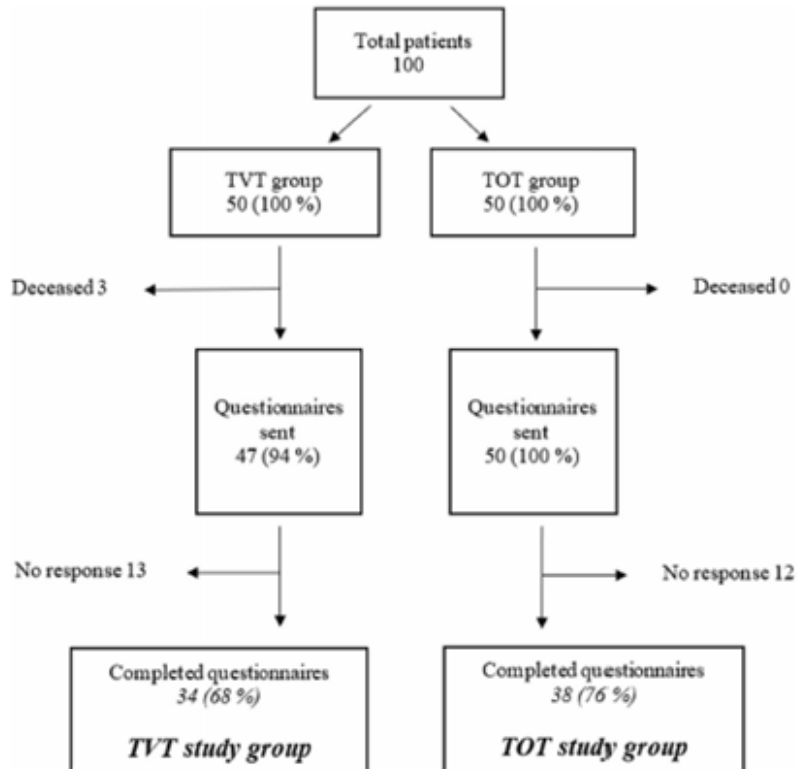 Total patients
100
TVT group
50 (100 %)
TOT group
50 (100 %)
Deceased 3
Deceased 0
Questionnaires
sent
47 (94 %)
Questionnaires
sent
50 (100 %)
No response 13
No response 12
Completed questionnaires
34 (68 %)
TVT study group
Completed questionnaires
38 (76 %)
TOT study group